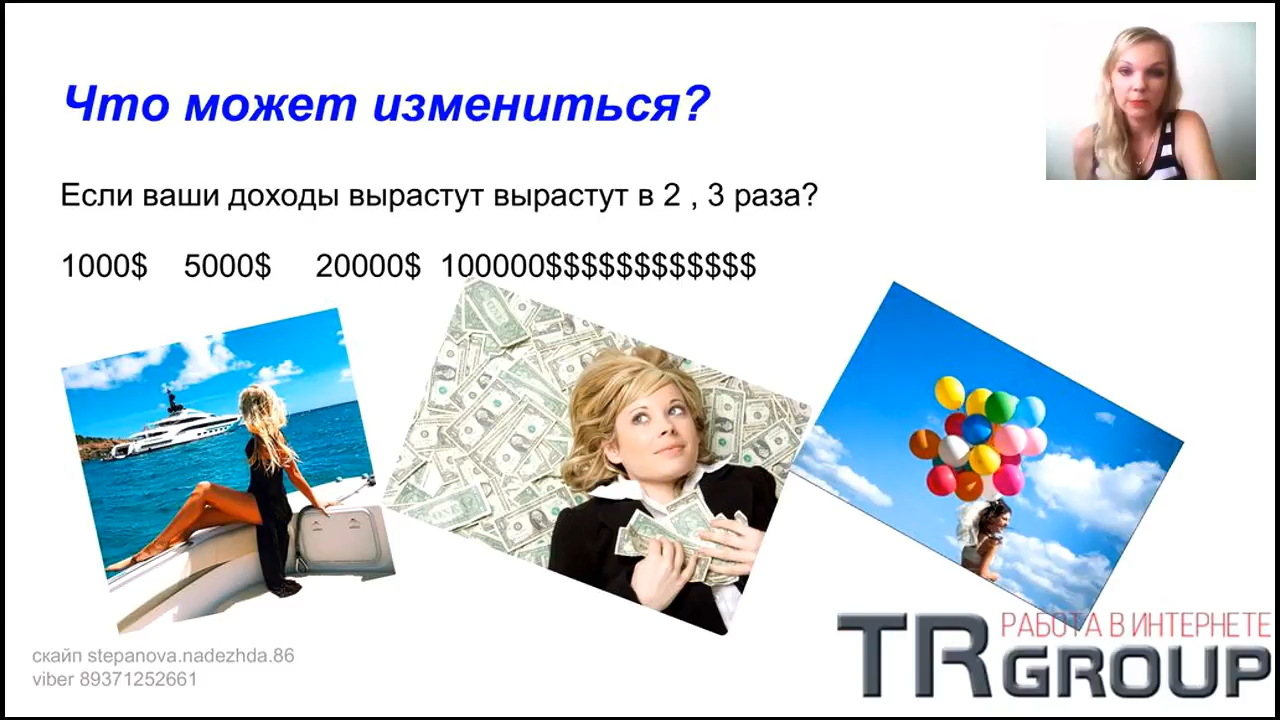 Что может измениться?
Если ваши доходы вырастут вырастут в 2 , 3 раза?
1000$ 5000$ 20000$ 100000$$$$$$$$$$$$
скайп stepanova.nadezhda.86
viber 89371252661
РАБОТА В ИНТЕРНЕТЕ
TR GROUP